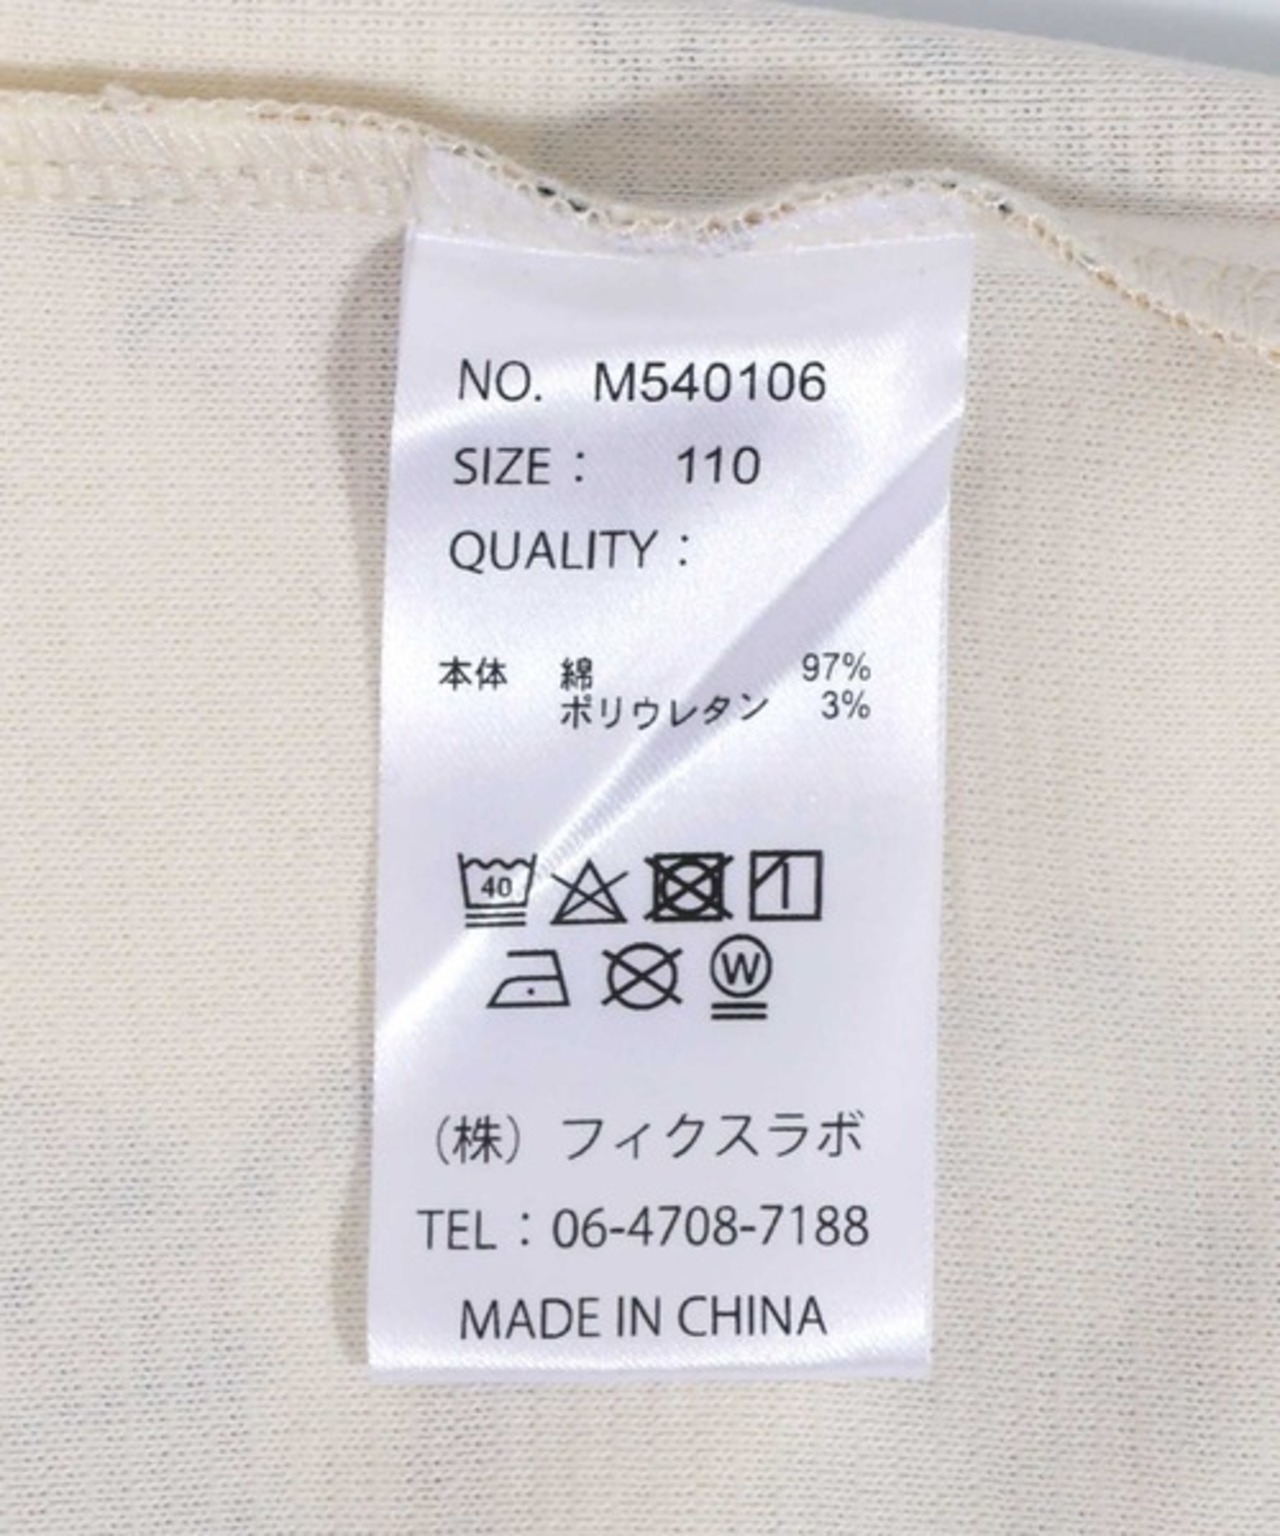 NO. M540106
SIZE： 110
QUALITY：
本体 綿 97%
ポリウレタン 3%
40
W
（株）フィクスラボ
TEL：06-4708-7188
MADE IN CHINA